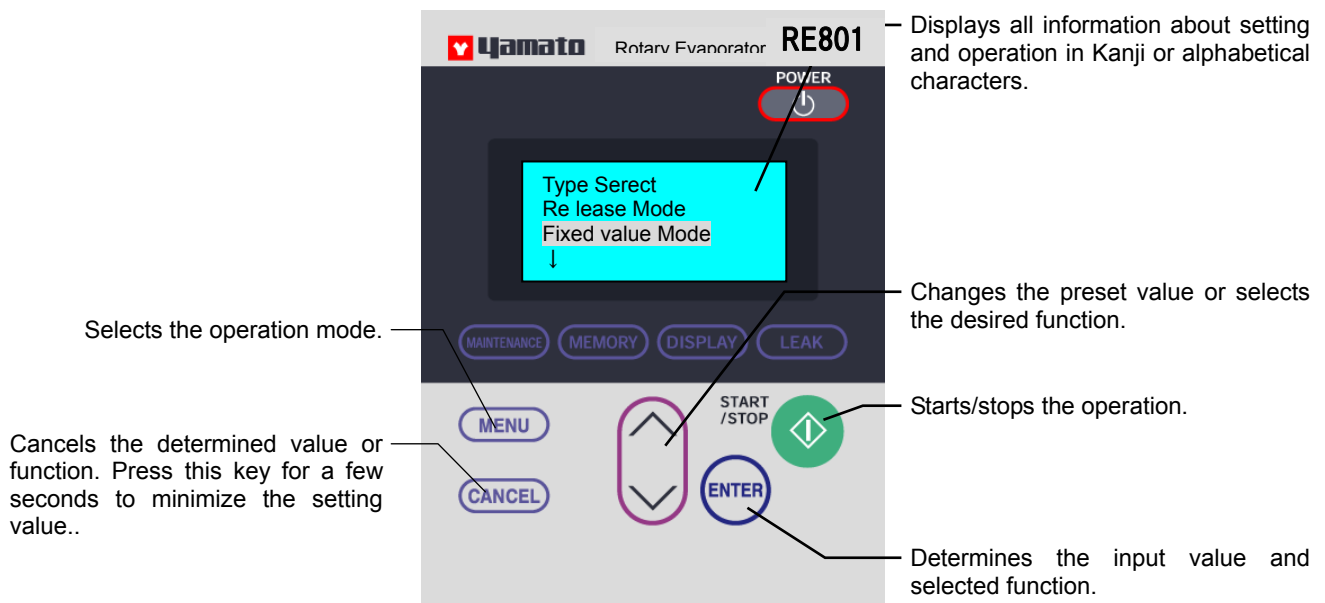 Yamato Rotary Evaporator RE801
POWER
Displays all information about setting
and operation in Kanji or alphabetical
characters.
Type Serect
Re lease Mode
Fixed value Mode
↓
Changes the preset value or selects
the desired function.
Selects the operation mode.
MAINTENANCE MEMORY DISPLAY LEAK
MENU
START
/STOP
Starts/stops the operation.
Cancels the determined value or
function. Press this key for a few
seconds to minimize the setting
value..
CANCEL
ENTER
Determines the input value and
selected function.